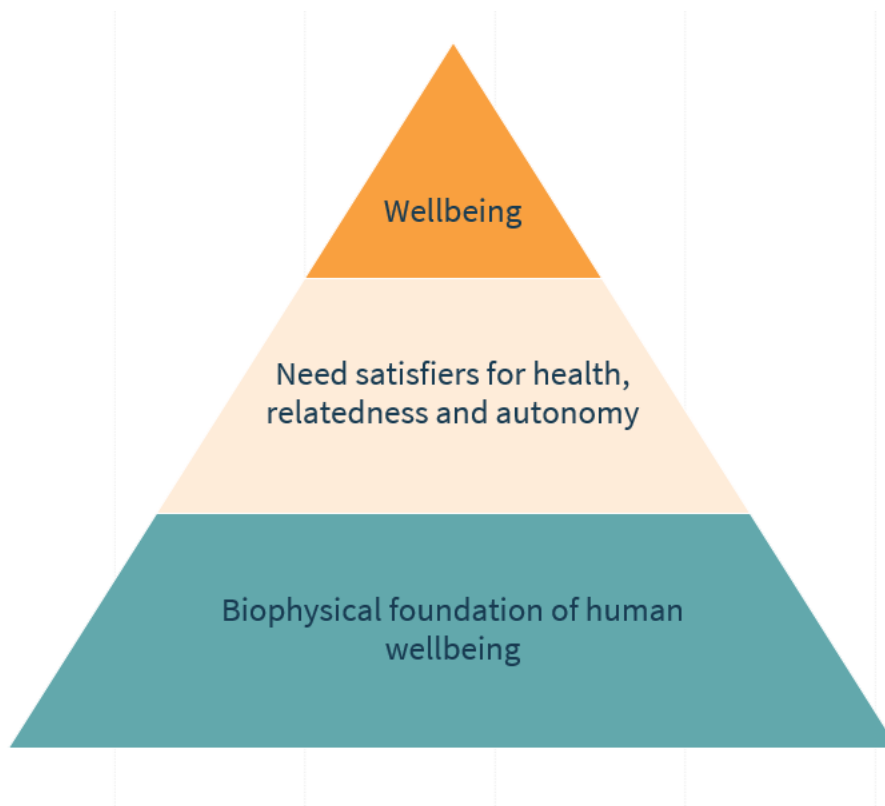 Wellbeing
Need satisfiers for health,
relatedness and autonomy
Biophysical foundation of human
wellbeing